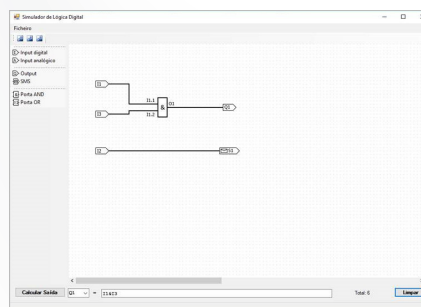 Simulador de Lógica Digital
Ficheiro
Input digital
Input analógico
Output
SMS
Porta AND
Porta OR
I1
I1.1
O1
&
Q1
I3
I1.2
I2
S1
Calcular Saída
Q1
=
I1&I3
Total: 6
Limpar